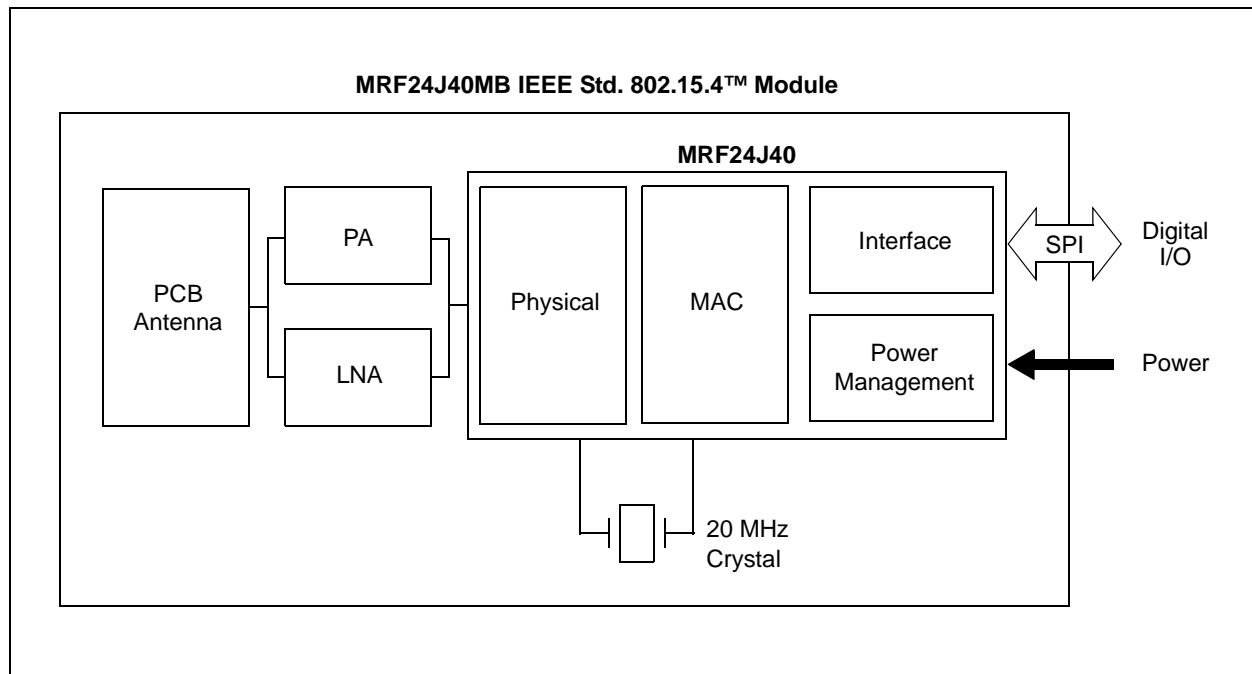 MRF24J40MB IEEE Std. 802.15.4™ Module
MRF24J40
PCB
Antenna
PA
LNA
Physical
MAC
Interface
Power
Management
SPI
Digital
I/O
Power
20 MHz
Crystal